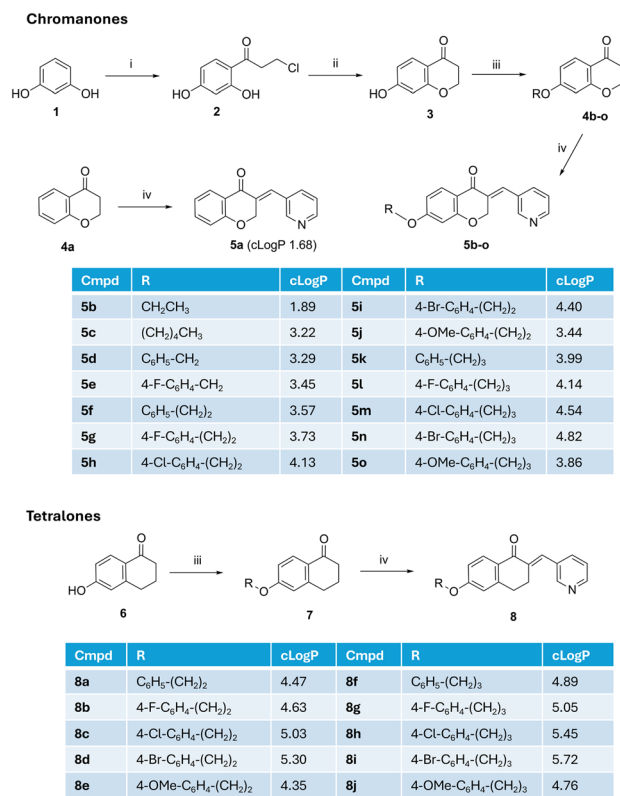 Chromanones
i
ii
iii
iv
O
Cl
HO
OH
1
HO
OH
2
O
HO
O
3
O
R
O
O
4b-o
O
O
4a
iv
O
O
N
5a (cLogP 1.68)
O
R
O
O
N
5b-o
Cmpd R cLogP Cmpd R cLogP
5b CH₂CH₃ 1.89 5i 4-Br-C₆H₄-(CH₂)₂ 4.40
5c (CH₂)₄CH₃ 3.22 5j 4-OMe-C₆H₄-(CH₂)₂ 3.44
5d C₆H₅-CH₂ 3.29 5k C₆H₅-(CH₂)₃ 3.99
5e 4-F-C₆H₄-CH₂ 3.45 5l 4-F-C₆H₄-(CH₂)₃ 4.14
5f C₆H₅-(CH₂)₂ 3.57 5m 4-Cl-C₆H₄-(CH₂)₃ 4.54
5g 4-F-C₆H₄-(CH₂)₂ 3.73 5n 4-Br-C₆H₄-(CH₂)₃ 4.82
5h 4-Cl-C₆H₄-(CH₂)₂ 4.13 5o 4-OMe-C₆H₄-(CH₂)₃ 3.86
Tetralones
O
HO
6
iii
O
R
O
7
iv
O
R
O
N
8
Cmpd R cLogP Cmpd R cLogP
8a C₆H₅-(CH₂)₂ 4.47 8f C₆H₅-(CH₂)₃ 4.89
8b 4-F-C₆H₄-(CH₂)₂ 4.63 8g 4-F-C₆H₄-(CH₂)₃ 5.05
8c 4-Cl-C₆H₄-(CH₂)₂ 5.03 8h 4-Cl-C₆H₄-(CH₂)₃ 5.45
8d 4-Br-C₆H₄-(CH₂)₂ 5.30 8i 4-Br-C₆H₄-(CH₂)₃ 5.72
8e 4-OMe-C₆H₄-(CH₂)₂ 4.35 8j 4-OMe-C₆H₄-(CH₂)₃ 4.76